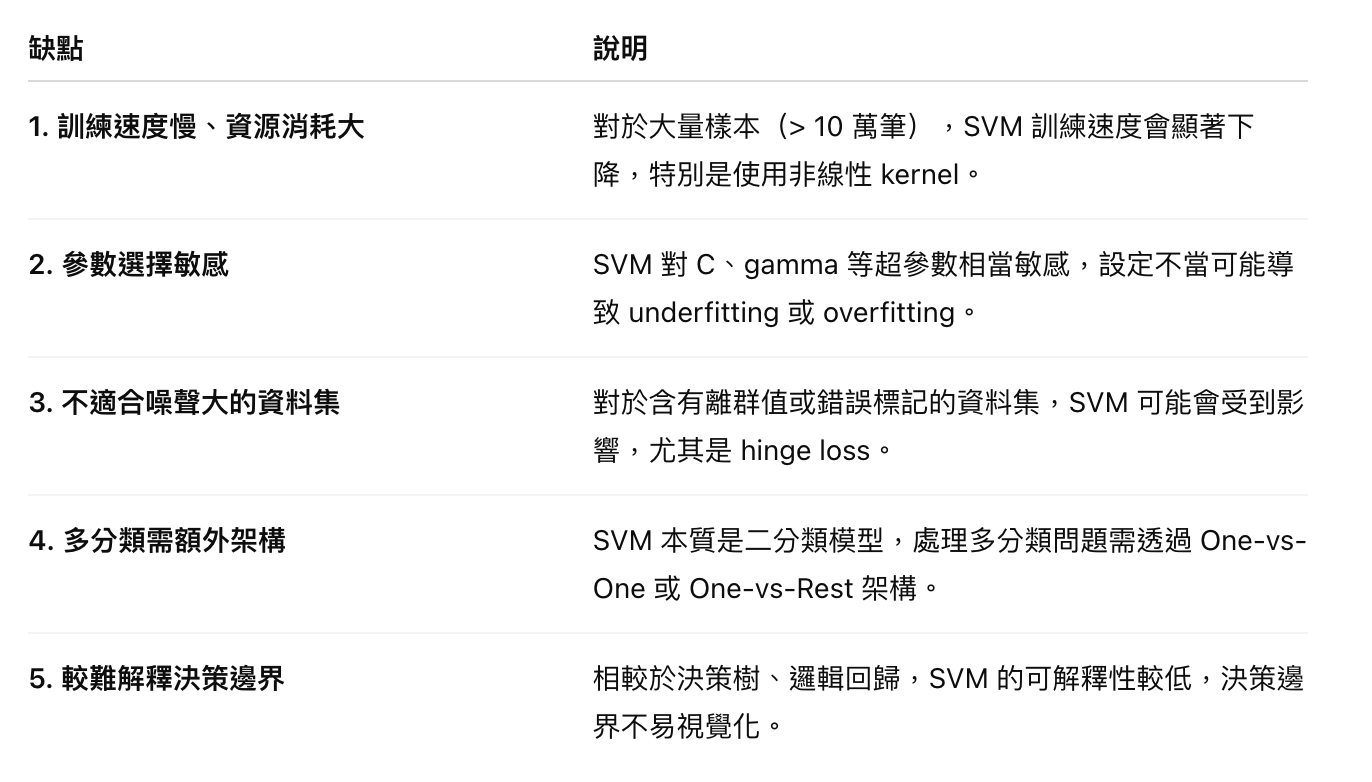 缺點
說明
1. 訓練速度慢、資源消耗大
對於大量樣本（> 10 萬筆），SVM 訓練速度會顯著下
降，特別是使用非線性 kernel。
2. 參數選擇敏感
SVM 對 C、gamma 等超參數相當敏感，設定不當可能導
致 underfitting 或 overfitting。
3. 不適合噪聲大的資料集
對於含有離群值或錯誤標記的資料集，SVM 可能會受到影
響，尤其是 hinge loss。
4. 多分類需額外架構
SVM 本質是二分類模型，處理多分類問題需透過 One-vs-
One 或 One-vs-Rest 架構。
5. 較難解釋決策邊界
相較於決策樹、邏輯回歸，SVM 的可解釋性較低，決策邊
界不易視覺化。